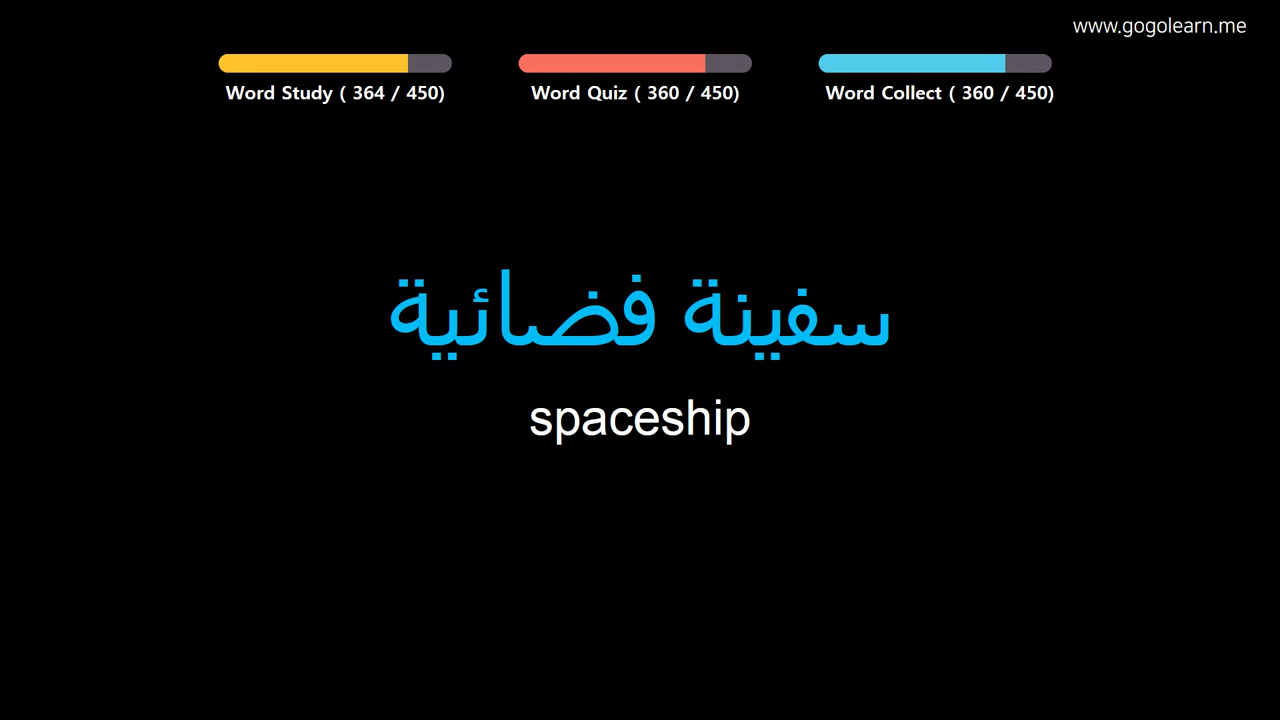 www.gogolearn.me
Word Study ( 364 / 450)
Word Quiz ( 360 / 450)
Word Collect ( 360 / 450)
سفينة فضائية
spaceship